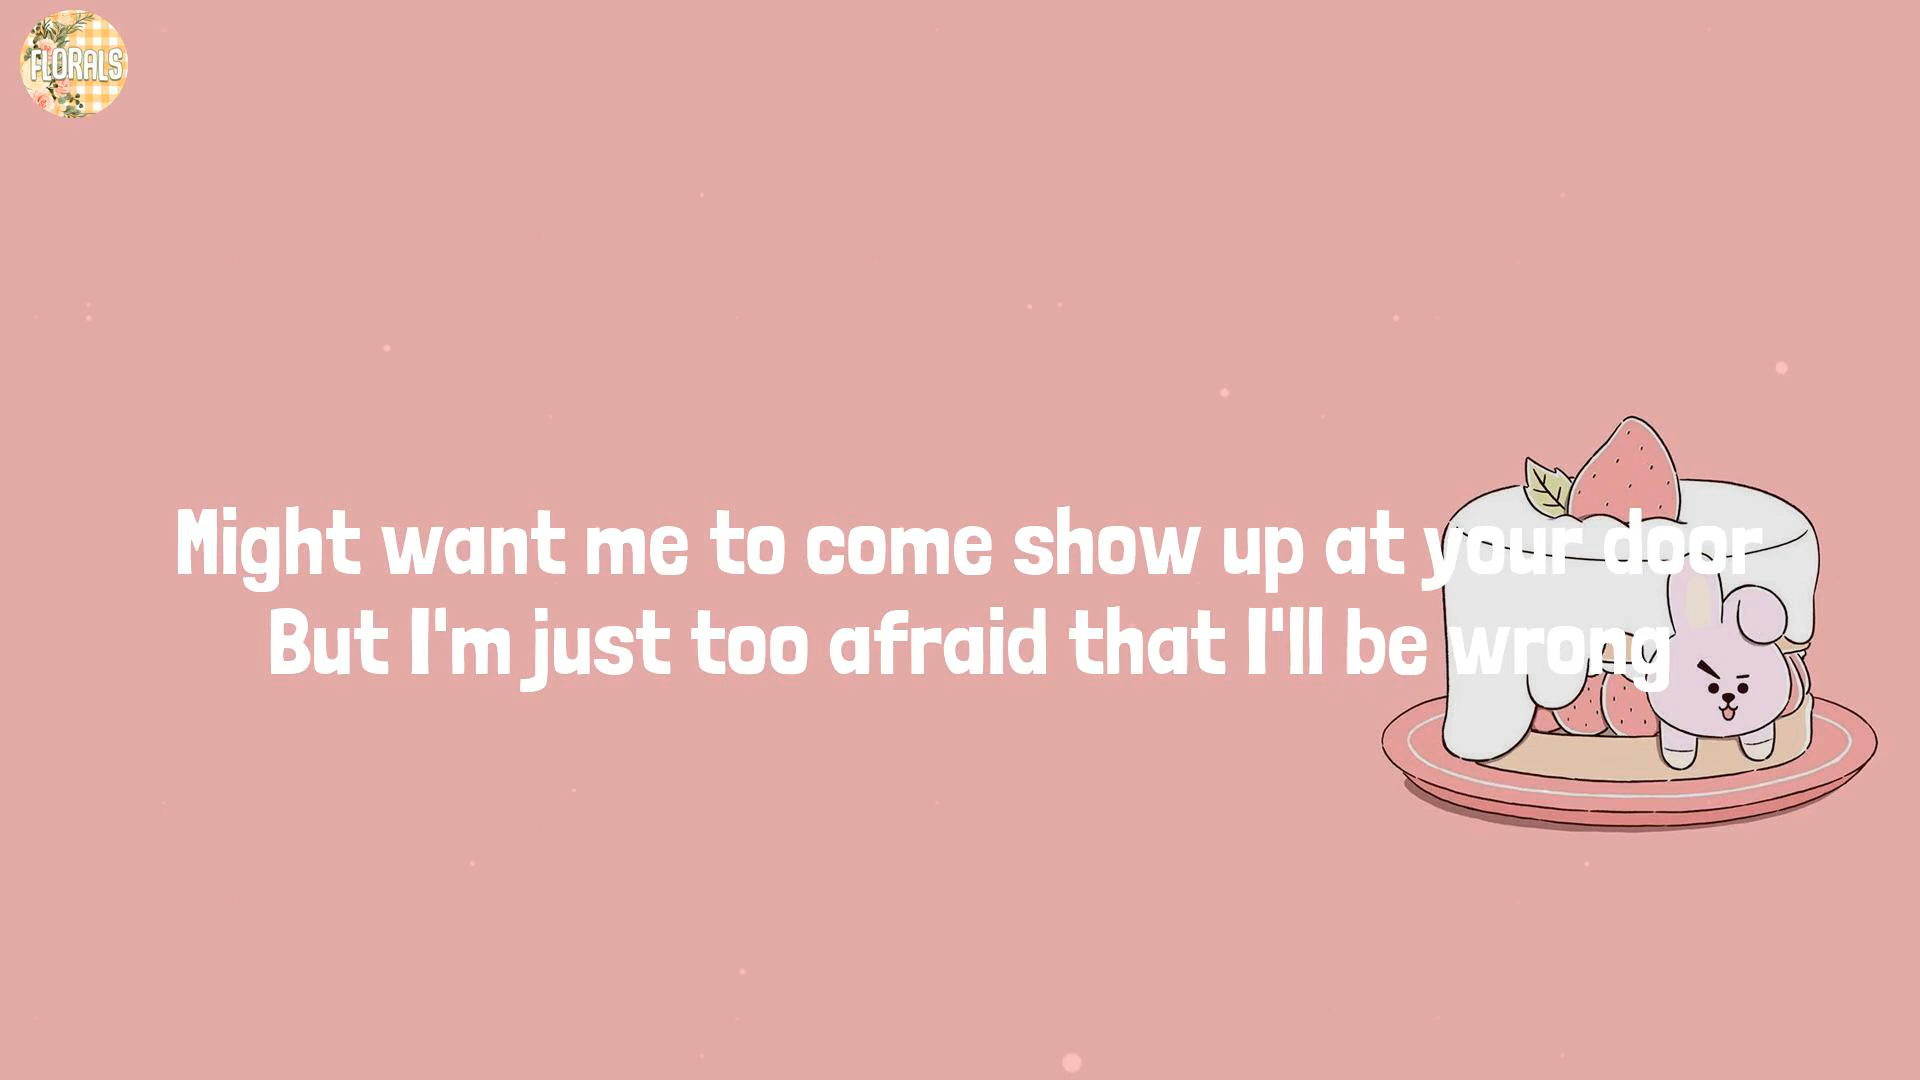 FLORALS
Might want me to come show up at your door
But I'm just too afraid that I'll be wrong